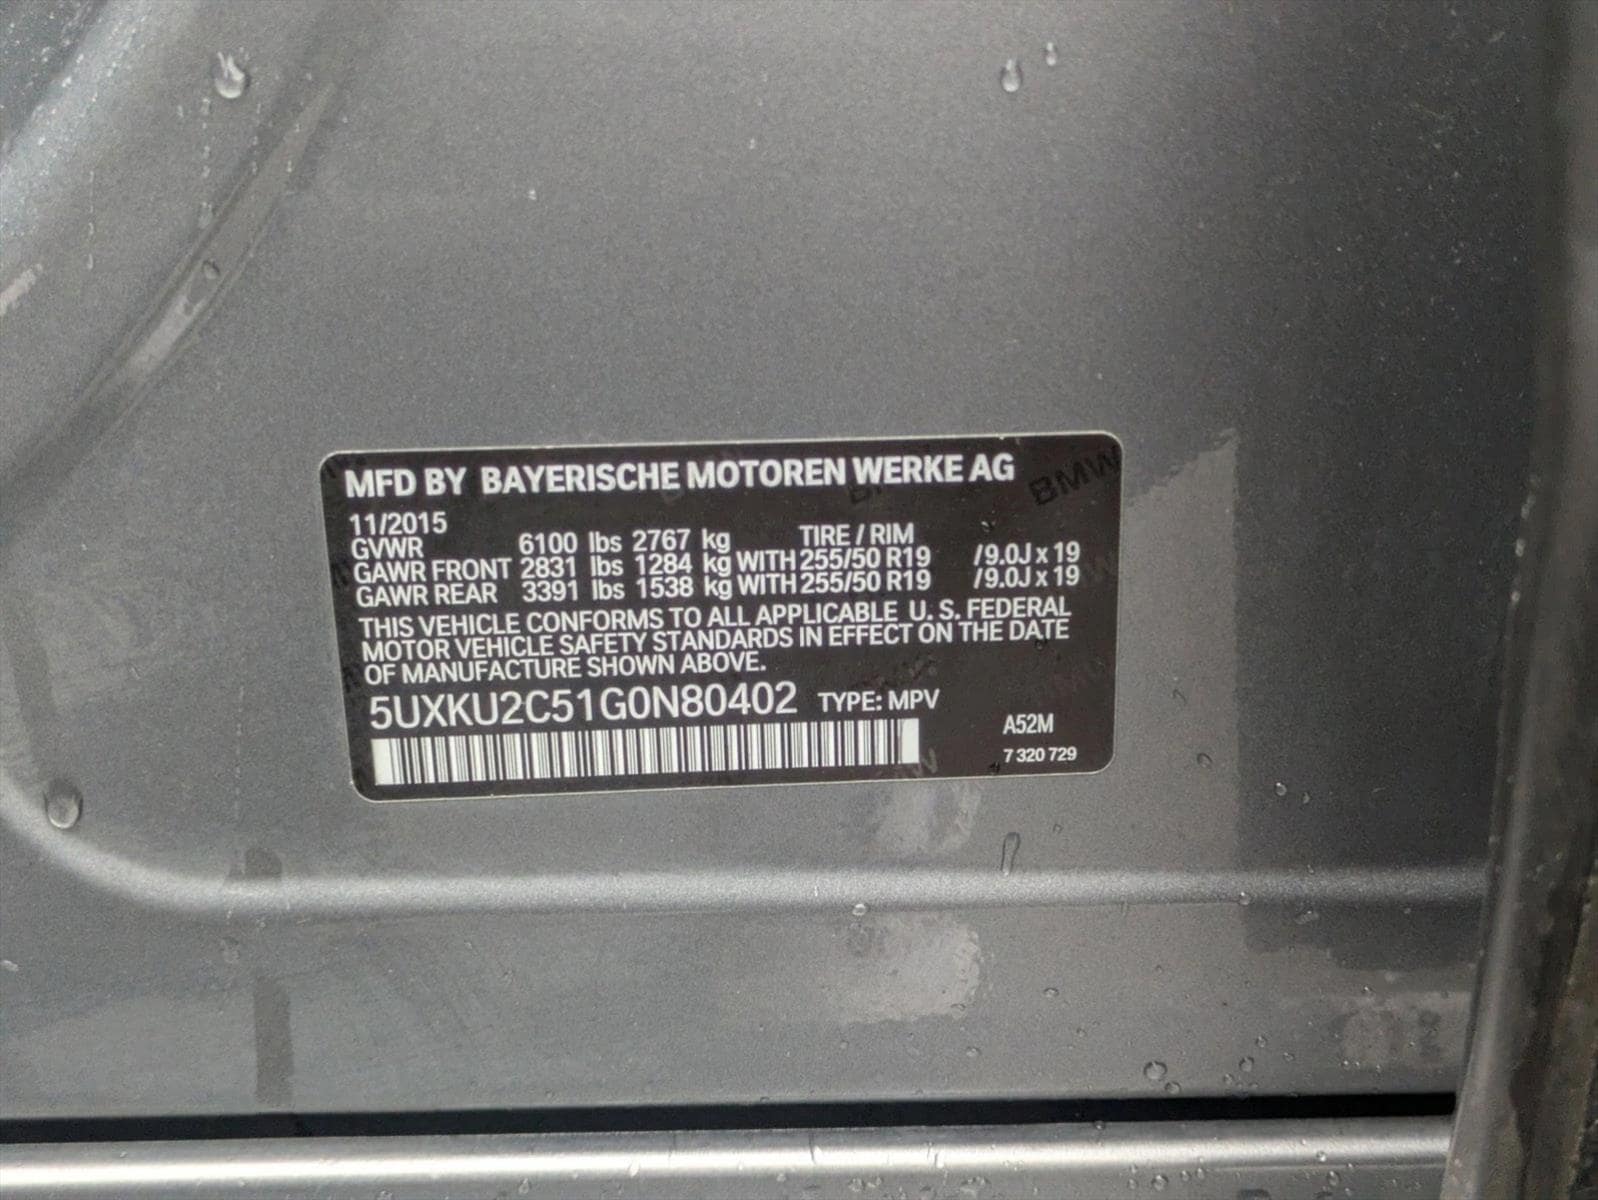 MFD BY BAYERISCHE MOTOREN WERKE AG
BMW
11/2015
TIRE / RIM
GVWR 6100 lbs 2767 kg
GAWR FRONT 2831 lbs 1284 kg WITH 255/50 R19 /9.0J x 19
GAWR REAR 3391 lbs 1538 kg WITH 255/50 R19 /9.0J x 19
THIS VEHICLE CONFORMS TO ALL APPLICABLE U. S. FEDERAL
MOTOR VEHICLE SAFETY STANDARDS IN EFFECT ON THE DATE
OF MANUFACTURE SHOWN ABOVE.
5UXKU2C51G0N80402 TYPE: MPV
A52M
7 320 729